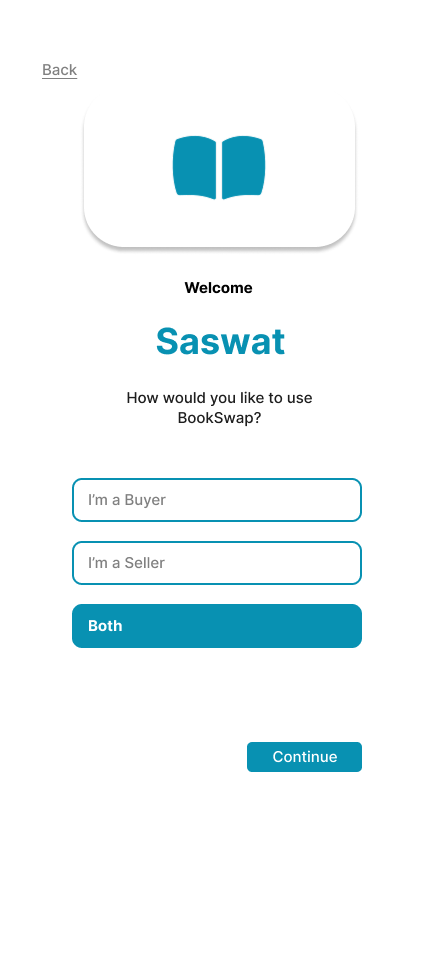 Back
Welcome
Saswat
How would you like to use
BookSwap?
I’m a Buyer
I’m a Seller
Both
Continue